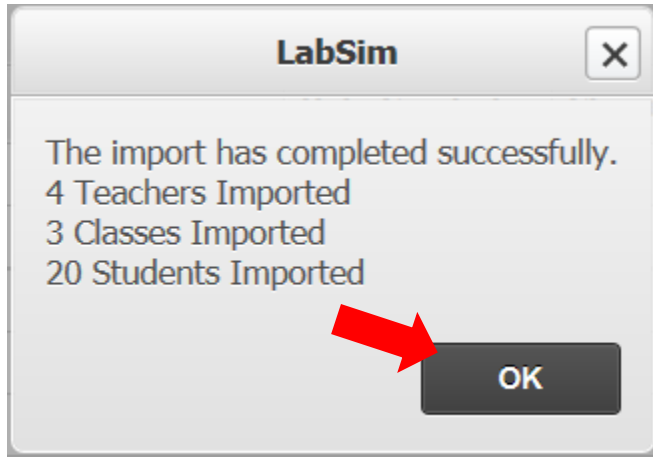 LabSim
The import has completed successfully.
4 Teachers Imported
3 Classes Imported
20 Students Imported
OK